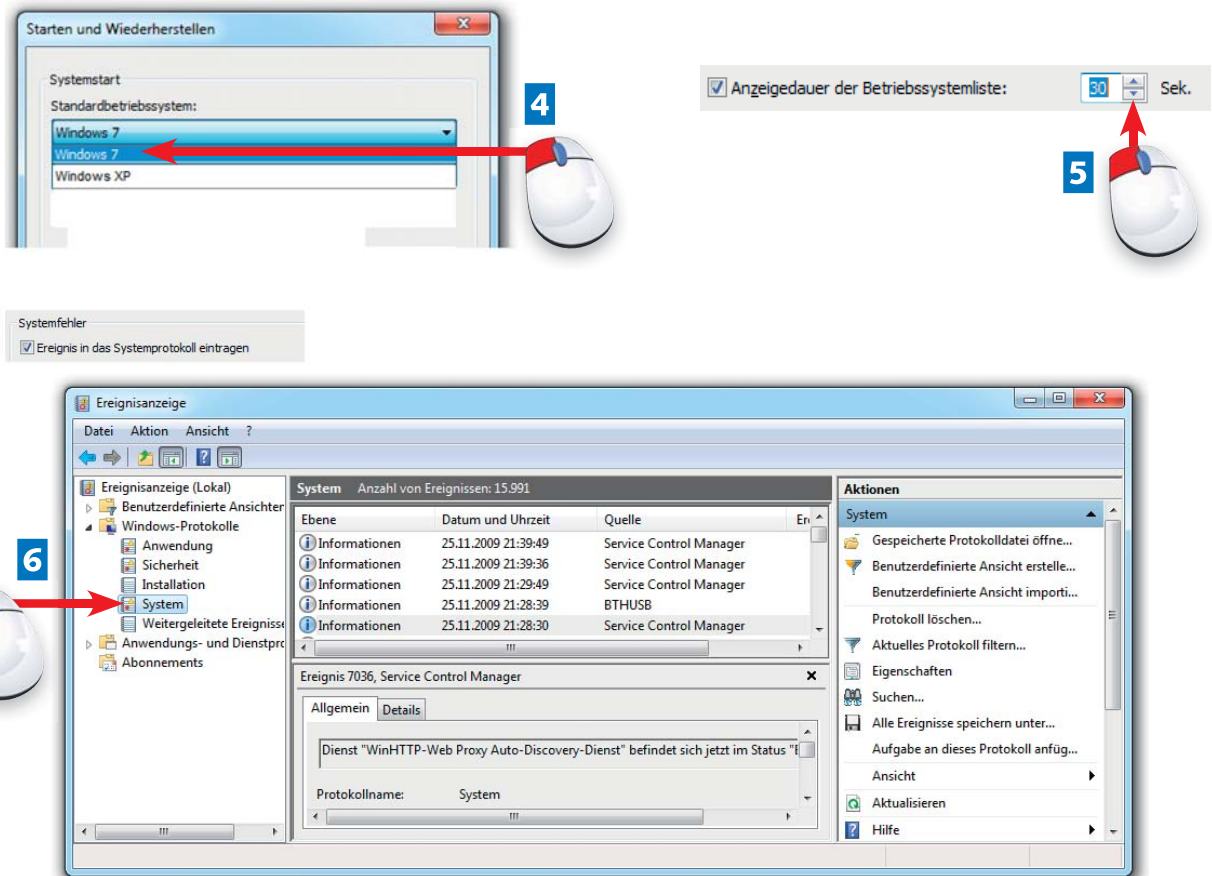 Starten und Wiederherstellen
Systemstart
Standardbetriebssystem:
Windows 7
Windows 7
Windows XP
4
Anzeigedauer der Betriebssystemliste: 30 Sek.
5
Systemfehler
Ereignis in das Systemprotokoll eintragen
Ereignisanzeige
Datei Aktion Ansicht ?
6
Ereignisanzeige (Lokal)
Benutzerdefinierte Ansichten
Windows-Protokolle
Anwendung
Sicherheit
Installation
System
Weitergeleitete Ereignisse
Anwendungs- und Dienstpro
Abonnements
System Anzahl von Ereignissen: 15.991
Ebene Datum und Uhrzeit Quelle Er
Informationen 25.11.2009 21:39:49 Service Control Manager
Informationen 25.11.2009 21:39:36 Service Control Manager
Informationen 25.11.2009 21:29:49 Service Control Manager
Informationen 25.11.2009 21:28:39 BTHUSB
Informationen 25.11.2009 21:28:30 Service Control Manager
Ereignis 7036, Service Control Manager
Allgemein Details
Dienst "WinHTTP-Web Proxy Auto-Discovery-Dienst" befindet sich jetzt im Status "
Protokollname: System
Aktionen
System
Gespeicherte Protokolldatei öffne...
Benutzerdefinierte Ansicht erstelle...
Benutzerdefinierte Ansicht importi...
Protokoll löschen...
Aktuelles Protokoll filtern...
Eigenschaften
Suchen...
Alle Ereignisse speichern unter...
Aufgabe an dieses Protokoll anfüg...
Ansicht
Aktualisieren
Hilfe